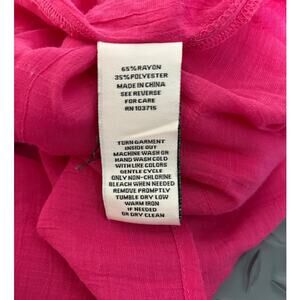 65% RAYON
35% POLYESTER
MADE IN CHINA
SEE REVERSE
FOR CARE
RN 103715
TURN GARMENT
INSIDE OUT
MACHINE WASH OR
HAND WASH COLD
WITH LIKE COLORS
GENTLE CYCLE
ONLY NON-CHLORINE
BLEACH WHEN NEEDED
REMOVE PROMPTLY
TUMBLE DRY LOW
WARM IRON
IF NEEDED
OR DRY CLEAN